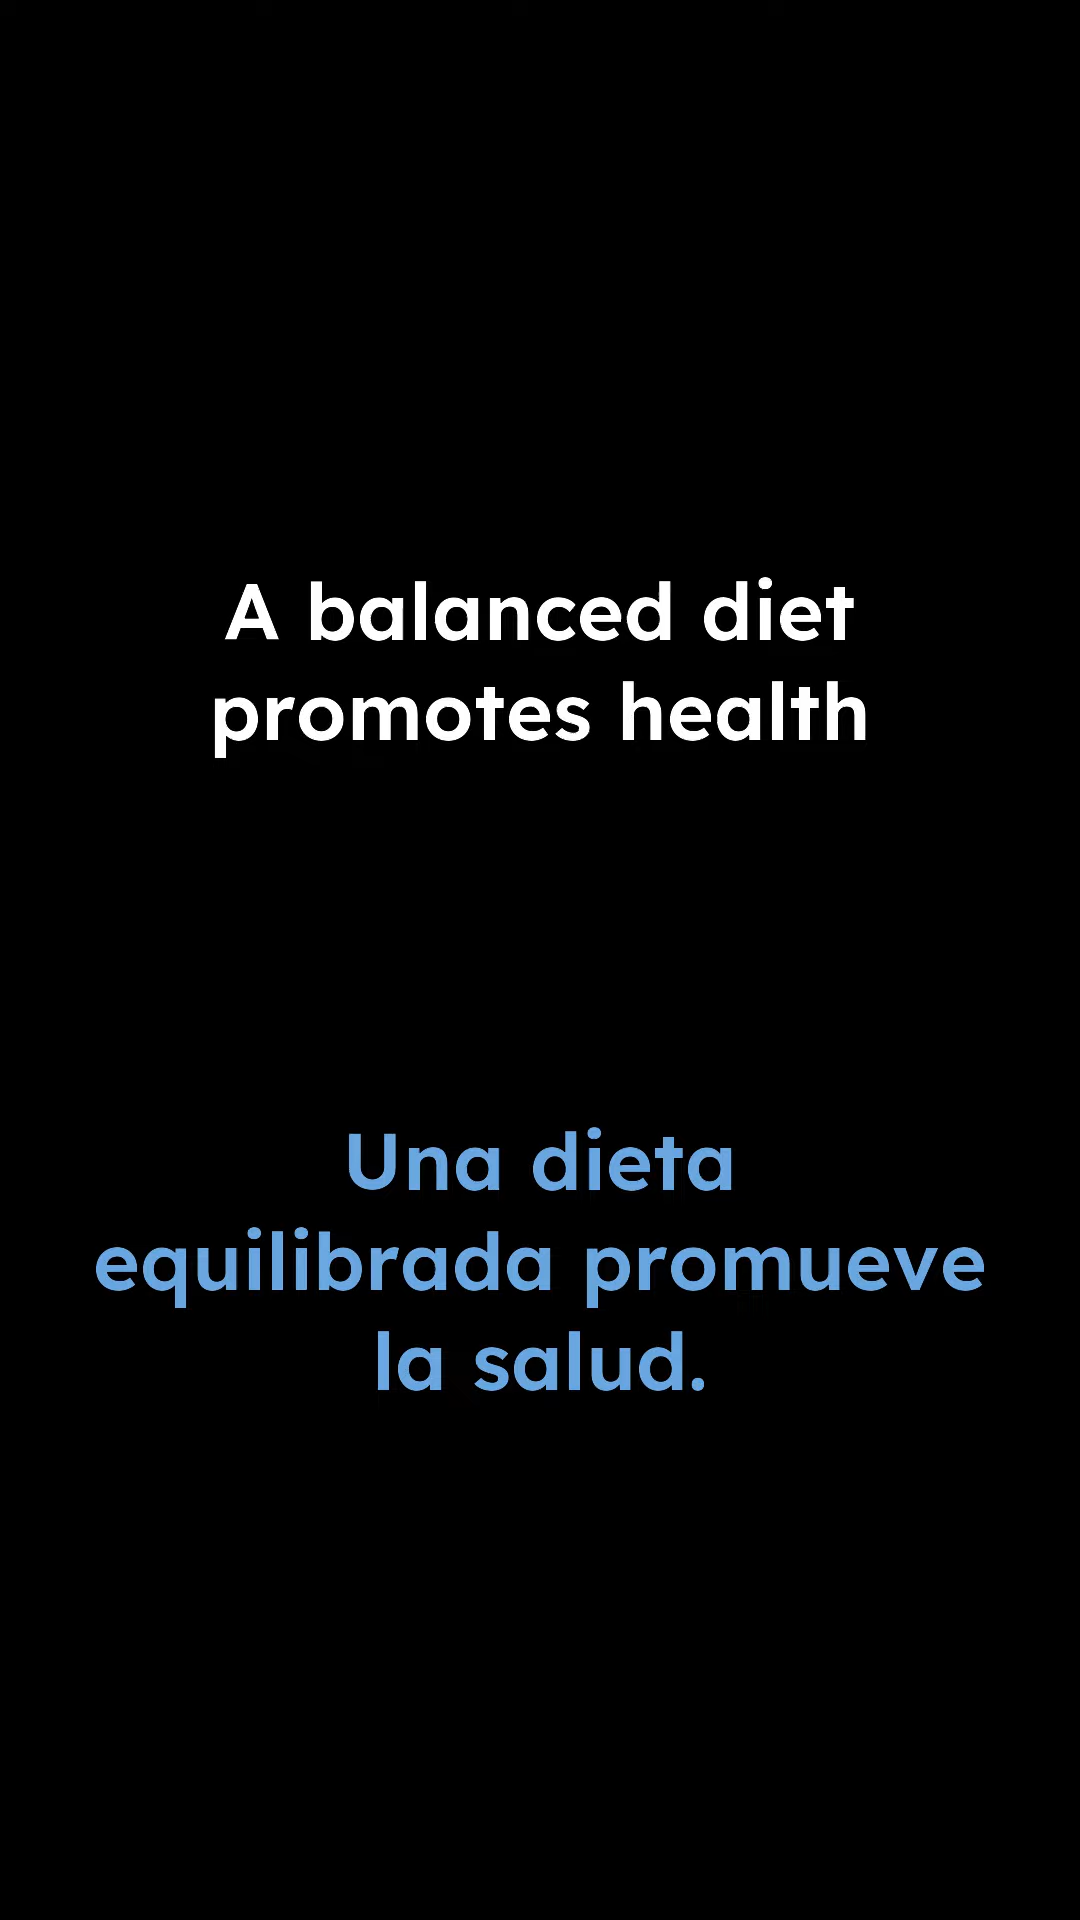 A balanced diet
promotes health
Una dieta
equilibrada promueve
la salud.